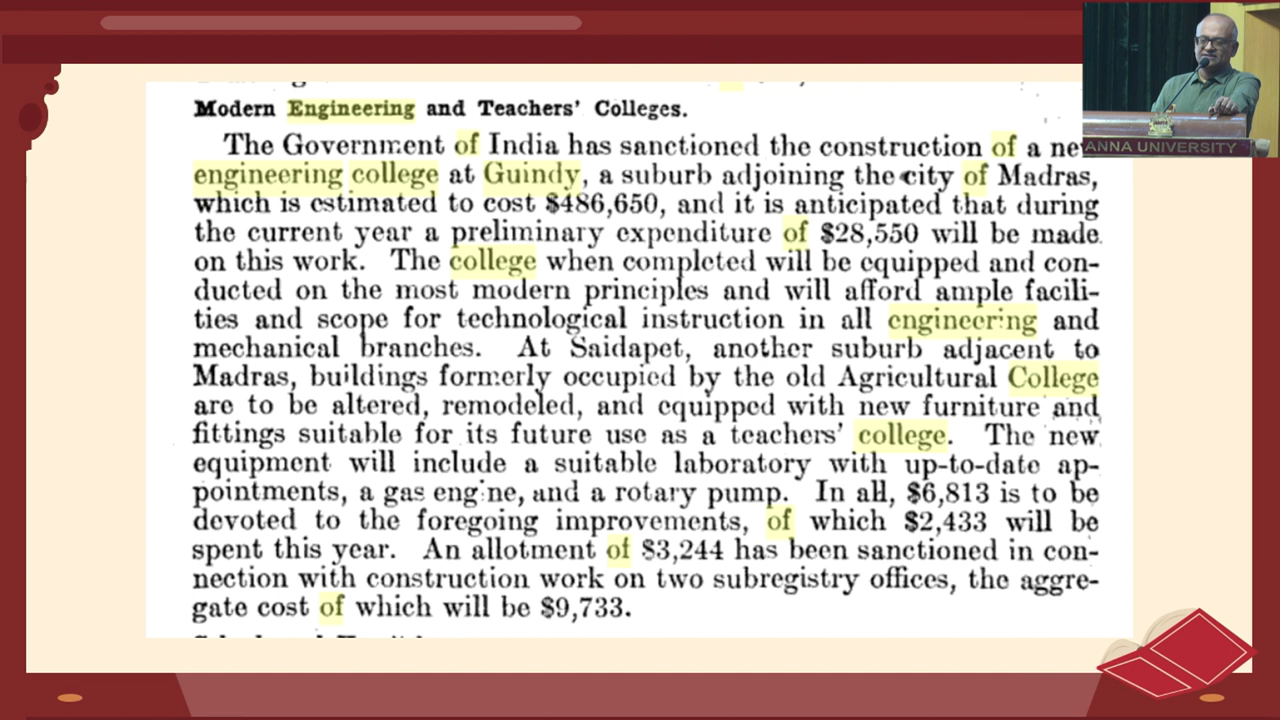 Modern Engineering and Teachers' Colleges.
The Government of India has sanctioned the construction of a new
engineering college at Guindy, a suburb adjoining the city of Madras,
which is estimated to cost $486,650, and it is anticipated that during
the current year a preliminary expenditure of $28,550 will be made
on this work. The college when completed will be equipped and con-
ducted on the most modern principles and will afford ample facili-
ties and scope for technological instruction in all engineering and
mechanical branches. At Saidapet, another suburb adjacent to
Madras, buildings formerly occupied by the old Agricultural College
are to be altered, remodeled, and equipped with new furniture and
fittings suitable for its future use as a teachers' college. The new
equipment will include a suitable laboratory with up-to-date ap-
pointments, a gas engine, and a rotary pump. In all, $6,813 is to be
devoted to the foregoing improvements, of which $2,433 will be
spent this year. An allotment of $3,244 has been sanctioned in con-
nection with construction work on two subregistry offices, the aggre-
gate cost of which will be $9,733.
ANNA UNIVERSITY